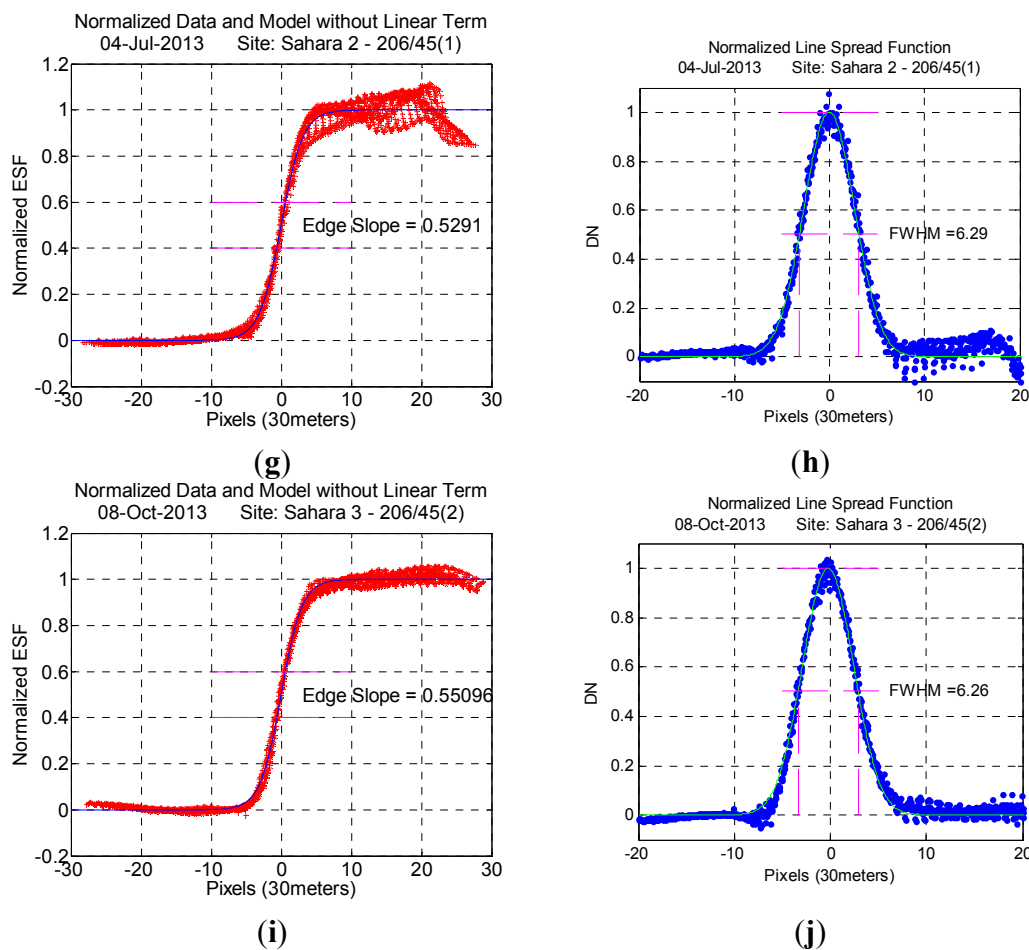 Normalized Data and Model without Linear Term
04-Jul-2013 Site: Sahara 2 - 206/45(1)
1.2
1
0.8
0.6
0.4
0.2
0
-0.2
Normalized ESF
Edge Slope = 0.5291
-30 -20 -10 0 10 20 30
Pixels (30meters)
(g)
Normalized Line Spread Function
04-Jul-2013 Site: Sahara 2 - 206/45(1)
1
0.8
0.6
0.4
0.2
0
DN
FWHM =6.29
-20 -10 0 10 20
Pixels (30meters)
(h)
Normalized Data and Model without Linear Term
08-Oct-2013 Site: Sahara 3 - 206/45(2)
1.2
1
0.8
0.6
0.4
0.2
0
-0.2
Normalized ESF
Edge Slope = 0.55096
-30 -20 -10 0 10 20 30
Pixels (30meters)
(i)
Normalized Line Spread Function
08-Oct-2013 Site: Sahara 3 - 206/45(2)
1
0.8
0.6
0.4
0.2
0
DN
FWHM =6.26
-20 -10 0 10 20
Pixels (30meters)
(j)